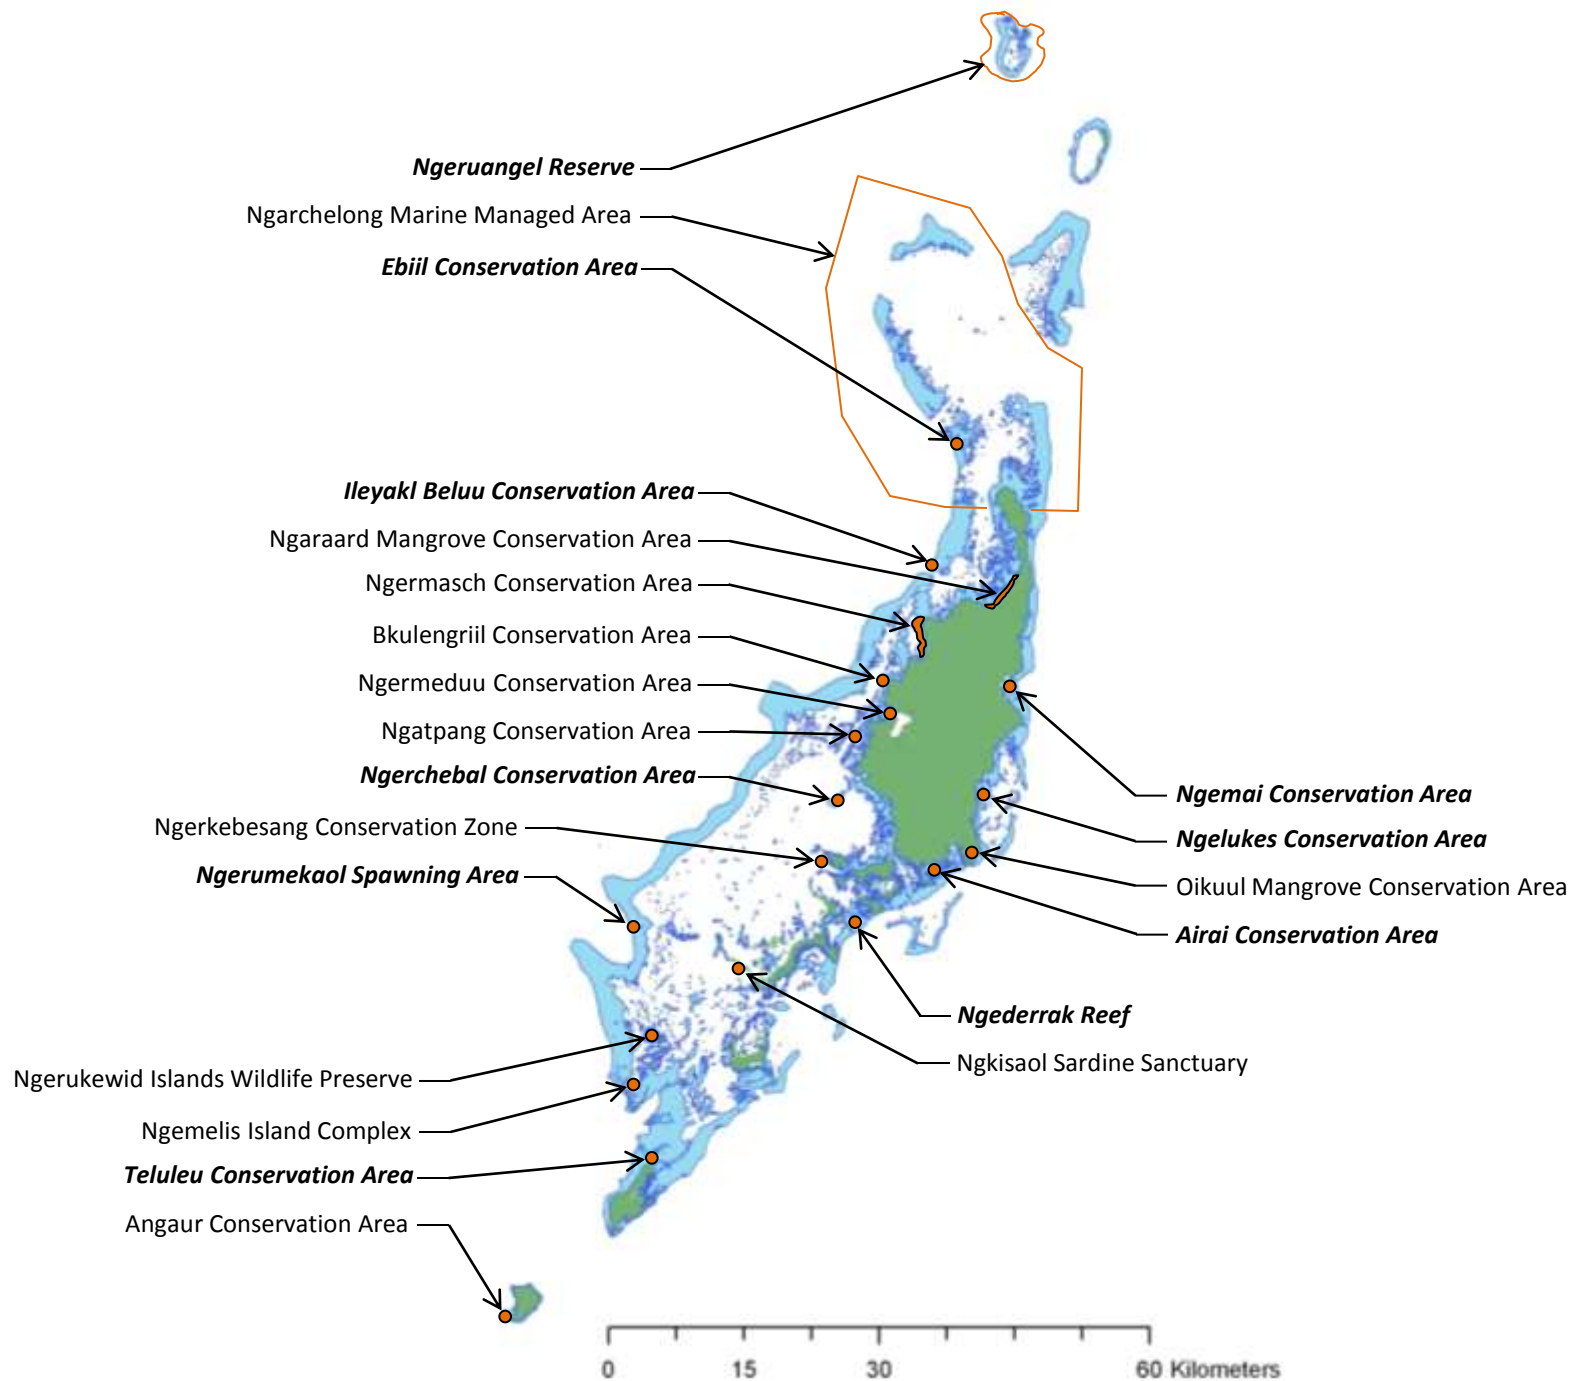 Ngeruangel Reserve
Ngarchelong Marine Managed Area
Ebiil Conservation Area
Ileyakl Beluu Conservation Area
Ngaraard Mangrove Conservation Area
Ngermasch Conservation Area
Bkulengriil Conservation Area
Ngermeduu Conservation Area
Ngatpang Conservation Area
Ngerchebal Conservation Area
Ngerkebesang Conservation Zone
Ngerumekaol Spawning Area
Ngerukewid Islands Wildlife Preserve
Ngemelis Island Complex
Teluleu Conservation Area
Angaur Conservation Area
Ngemai Conservation Area
Ngelukes Conservation Area
Oikuul Mangrove Conservation Area
Airai Conservation Area
Ngederrak Reef
Ngkisaol Sardine Sanctuary
0 15 30 60 Kilometers